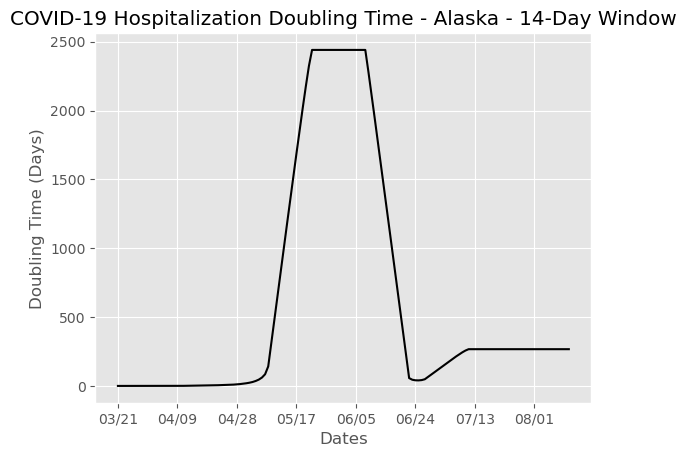 COVID-19 Hospitalization Doubling Time - Alaska - 14-Day Window
2500
2000
1500
1000
500
0
Doubling Time (Days)
03/21 04/09 04/28 05/17 06/05 06/24 07/13 08/01
Dates